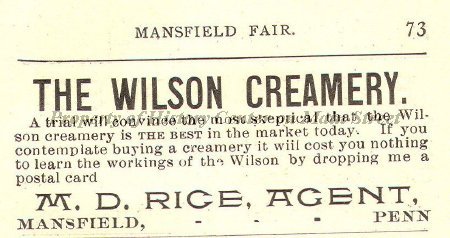 MANSFIELD FAIR. 73
THE WILSON CREAMERY.
A trial will convince the most skeptical that the Wil-
son creamery is THE BEST in the market today. If you
contemplate buying a creamery it will cost you nothing
to learn the workings of the Wilson by dropping me a
postal card
M. D. RICE, AGENT,
MANSFIELD, - - PENN